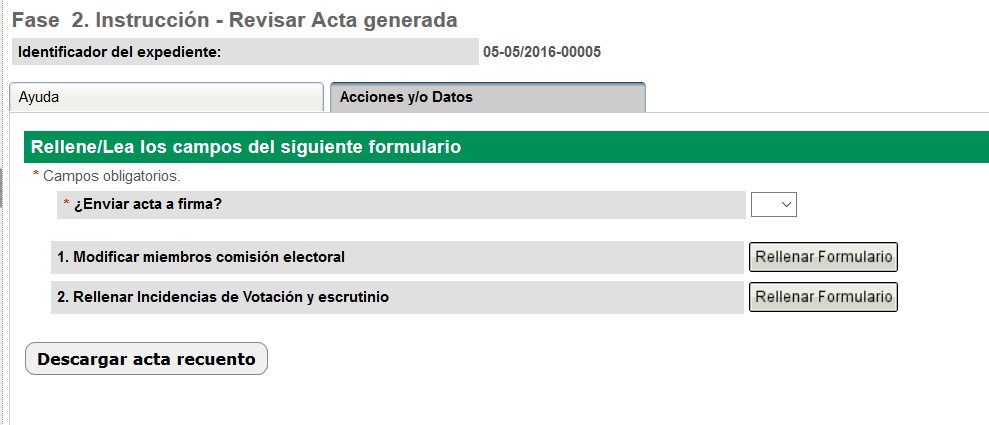 Fase 2. Instrucción - Revisar Acta generada
Identificador del expediente: 05-05/2016-00005
Ayuda Acciones y/o Datos
Rellene/Lea los campos del siguiente formulario
* Campos obligatorios.
* ¿Enviar acta a firma?
1. Modificar miembros comisión electoral Rellenar Formulario
2. Rellenar Incidencias de Votación y escrutinio Rellenar Formulario
Descargar acta recuento